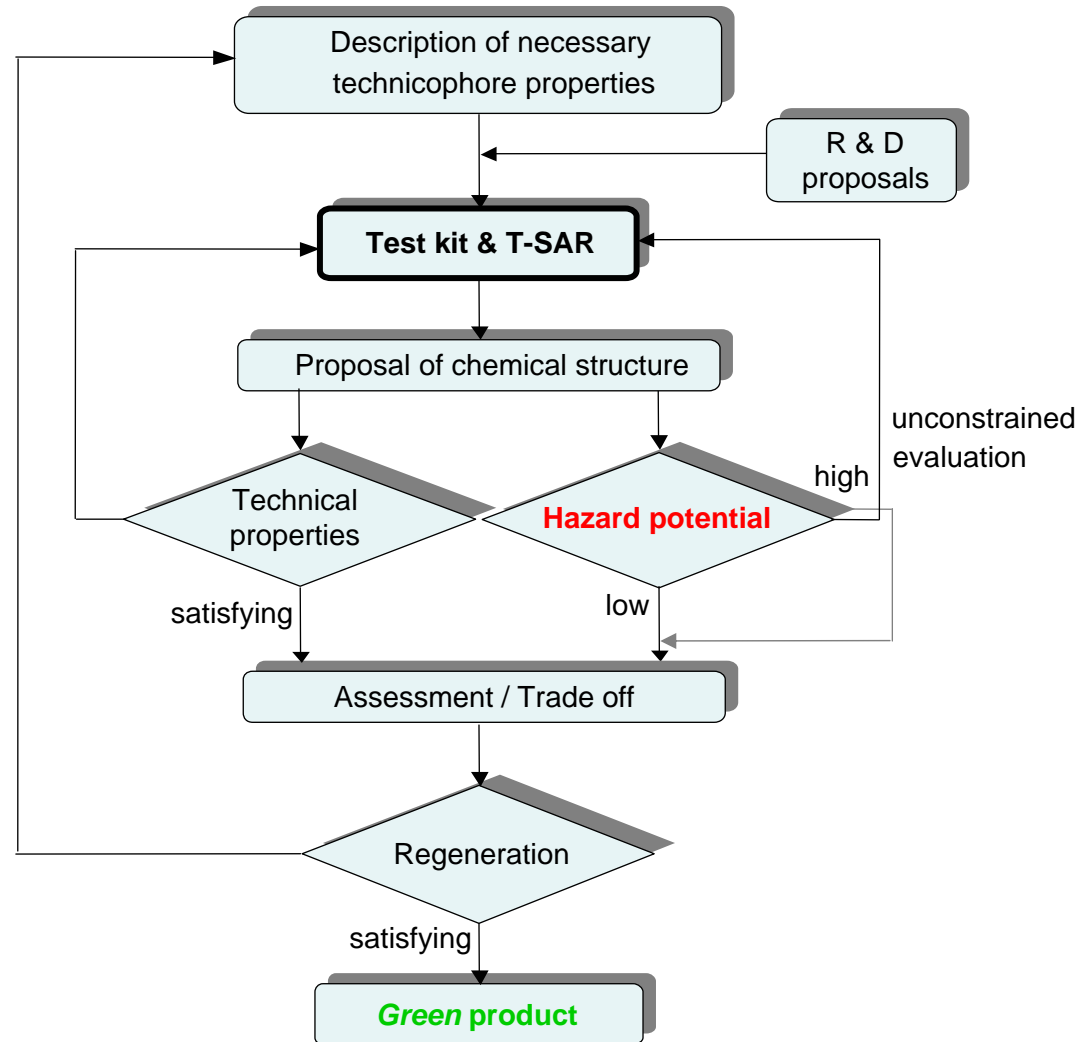 Description of necessary
technicophore properties
R & D
proposals
Test kit & T-SAR
Proposal of chemical structure
unconstrained
evaluation
high
Technical
properties
Hazard potential
satisfying
low
Assessment / Trade off
Regeneration
satisfying
Green product